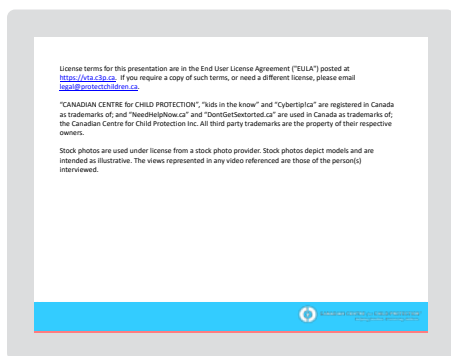 License terms for this presentation are in the End User License Agreement (“EULA”) posted at
https://vta.c3p.ca. If you require a copy of such terms, or need a different license, please email
legal@protectchildren.ca.
“CANADIAN CENTRE for CHILD PROTECTION”, “kids in the know” and “Cybertip!ca” are registered in Canada
as trademarks of; and “NeedHelpNow.ca” and “DontGetSextorted.ca” are used in Canada as trademarks of;
the Canadian Centre for Child Protection Inc. All third party trademarks are the property of their respective
owners.
Stock photos are used under license from a stock photo provider. Stock photos depict models and are
intended as illustrative. The views represented in any video referenced are those of the person(s)
interviewed.